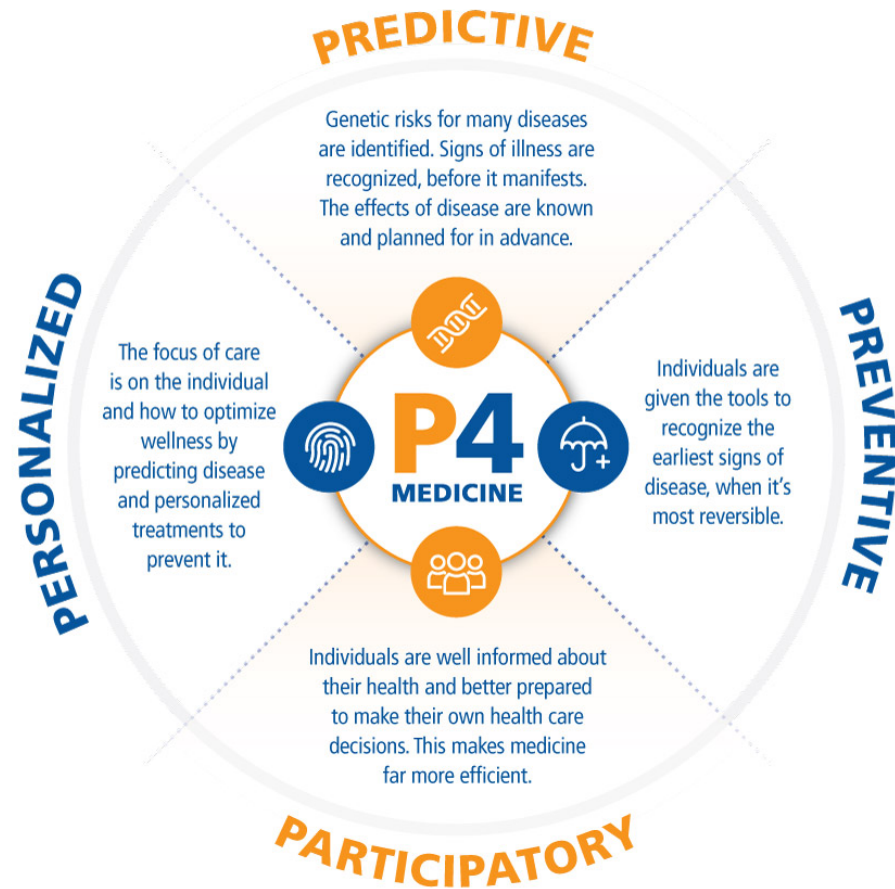 PREDICTIVE
Genetic risks for many diseases
are identified. Signs of illness are
recognized, before it manifests.
The effects of disease are known
and planned for in advance.
PERSONALIZED
The focus of care
is on the individual
and how to optimize
wellness by
predicting disease
and personalized
treatments to
prevent it.
P4
MEDICINE
PREVENTIVE
Individuals are
given the tools to
recognize the
earliest signs of
disease, when it's
most reversible.
Individuals are well informed about
their health and better prepared
to make their own health care
decisions. This makes medicine
far more efficient.
PARTICIPATORY